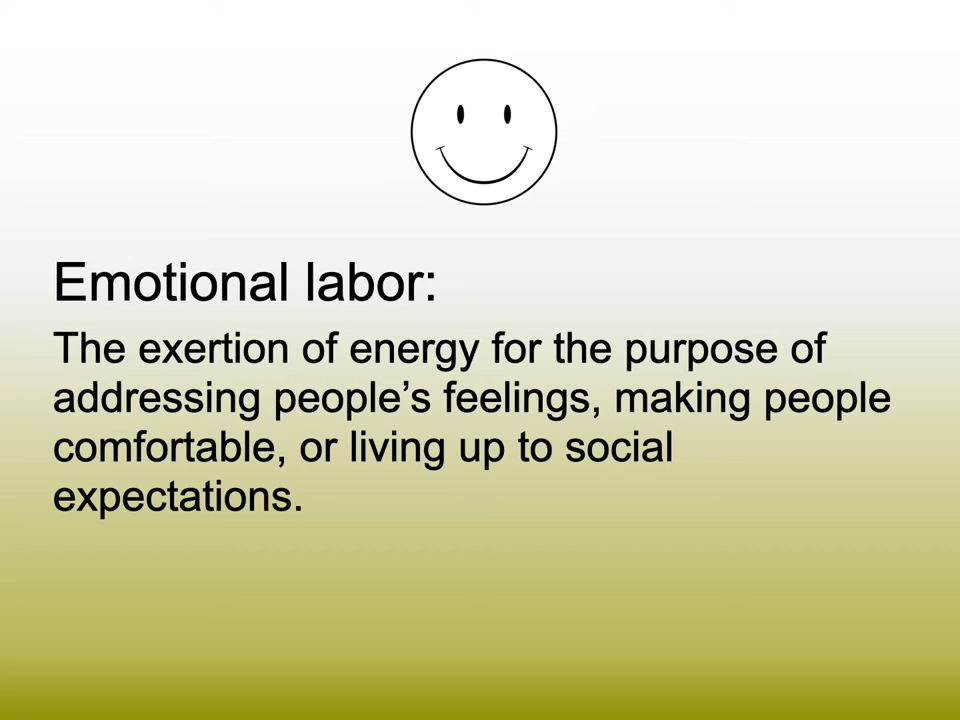 Emotional labor:
The exertion of energy for the purpose of
addressing people’s feelings, making people
comfortable, or living up to social
expectations.